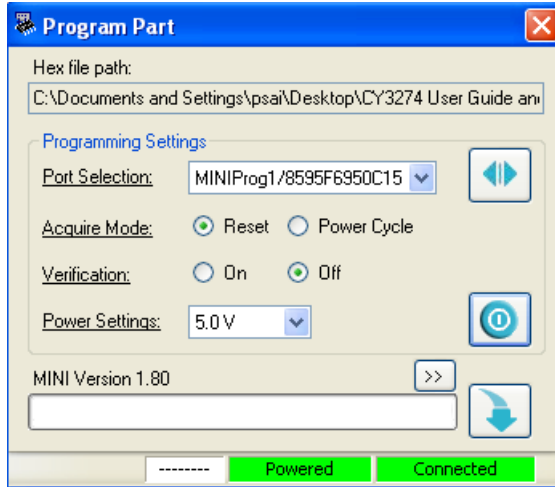 Program Part
Hex file path:
C:\Documents and Settings\psai\Desktop\CY3274 User Guide an
Programming Settings
Port Selection: MINIProg1/8595F6950C15
Acquire Mode: Reset Power Cycle
Verification: On Off
Power Settings: 5.0 V
MINI Version 1.80 >>
-------- Powered Connected